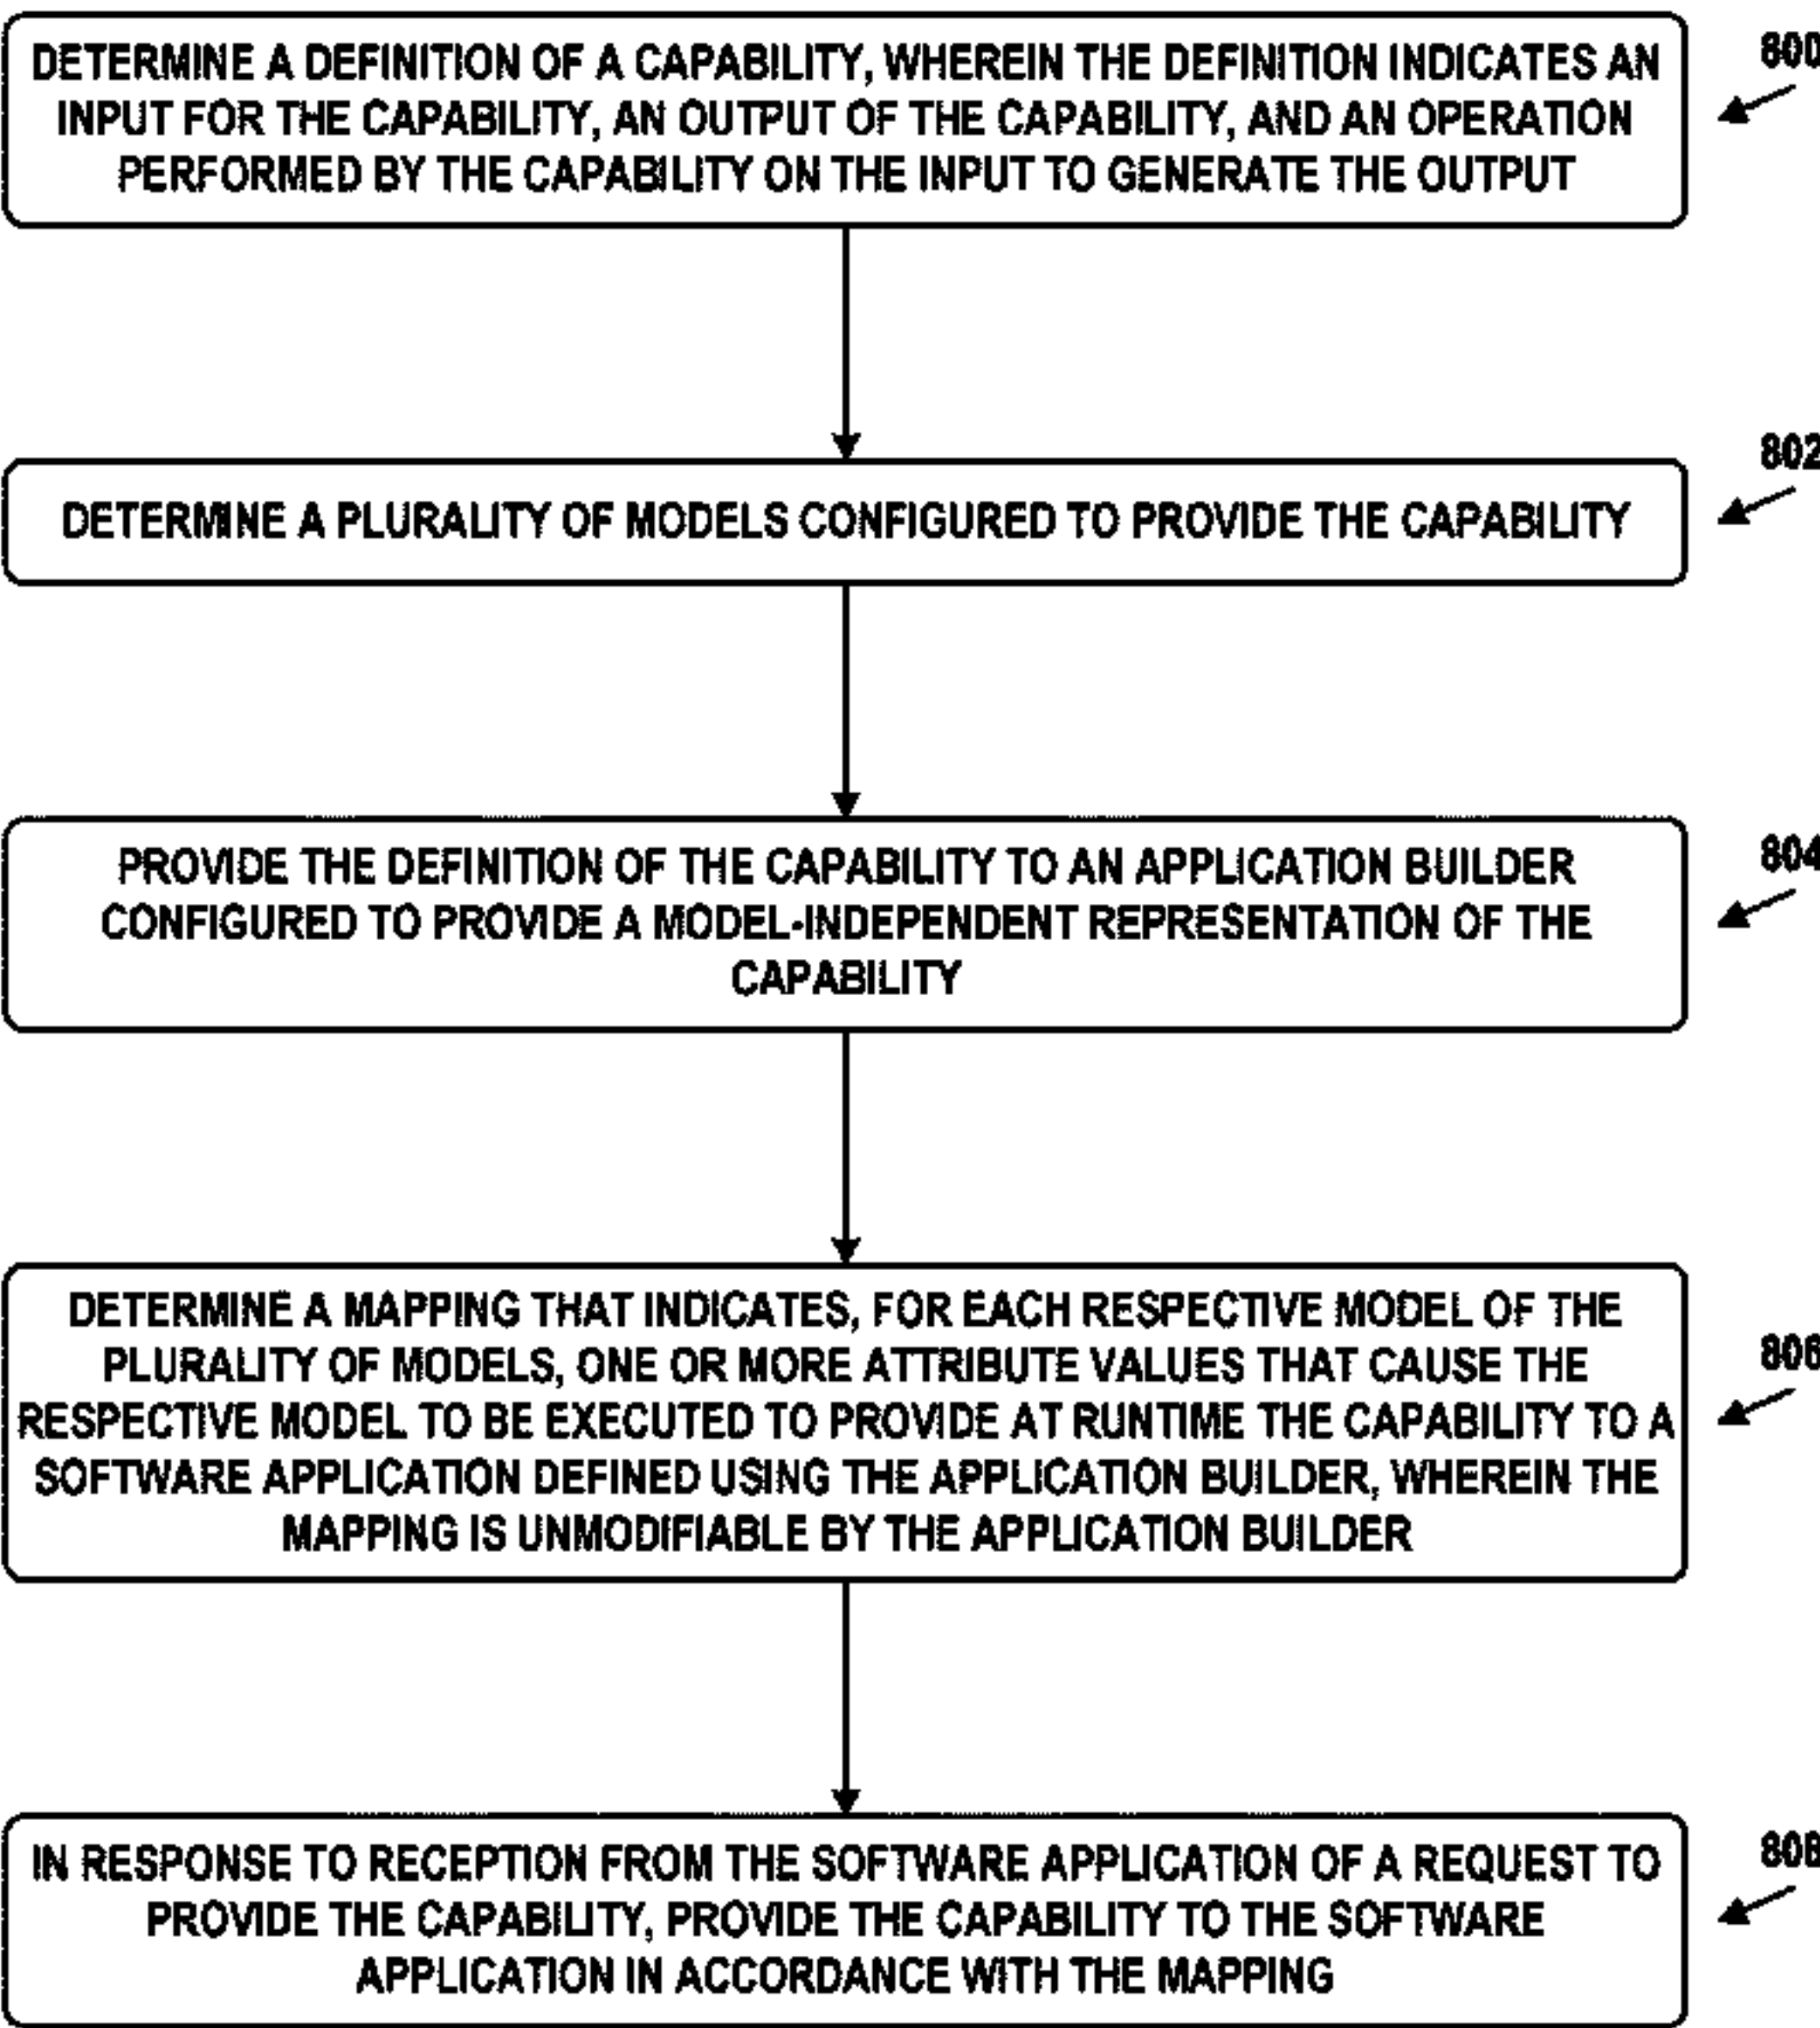 DETERMINE A DEFINITION OF A CAPABILITY, WHEREIN THE DEFINITION INDICATES AN
INPUT FOR THE CAPABILITY, AN OUTPUT OF THE CAPABILITY, AND AN OPERATION
PERFORMED BY THE CAPABILITY ON THE INPUT TO GENERATE THE OUTPUT
800
DETERMINE A PLURALITY OF MODELS CONFIGURED TO PROVIDE THE CAPABILITY
802
PROVIDE THE DEFINITION OF THE CAPABILITY TO AN APPLICATION BUILDER
CONFIGURED TO PROVIDE A MODEL-INDEPENDENT REPRESENTATION OF THE
CAPABILITY
804
DETERMINE A MAPPING THAT INDICATES, FOR EACH RESPECTIVE MODEL OF THE
PLURALITY OF MODELS, ONE OR MORE ATTRIBUTE VALUES THAT CAUSE THE
RESPECTIVE MODEL TO BE EXECUTED TO PROVIDE AT RUNTIME THE CAPABILITY TO A
SOFTWARE APPLICATION DEFINED USING THE APPLICATION BUILDER, WHEREIN THE
MAPPING IS UNMODIFIABLE BY THE APPLICATION BUILDER
806
IN RESPONSE TO RECEPTION FROM THE SOFTWARE APPLICATION OF A REQUEST TO
PROVIDE THE CAPABILITY, PROVIDE THE CAPABILITY TO THE SOFTWARE
APPLICATION IN ACCORDANCE WITH THE MAPPING
808